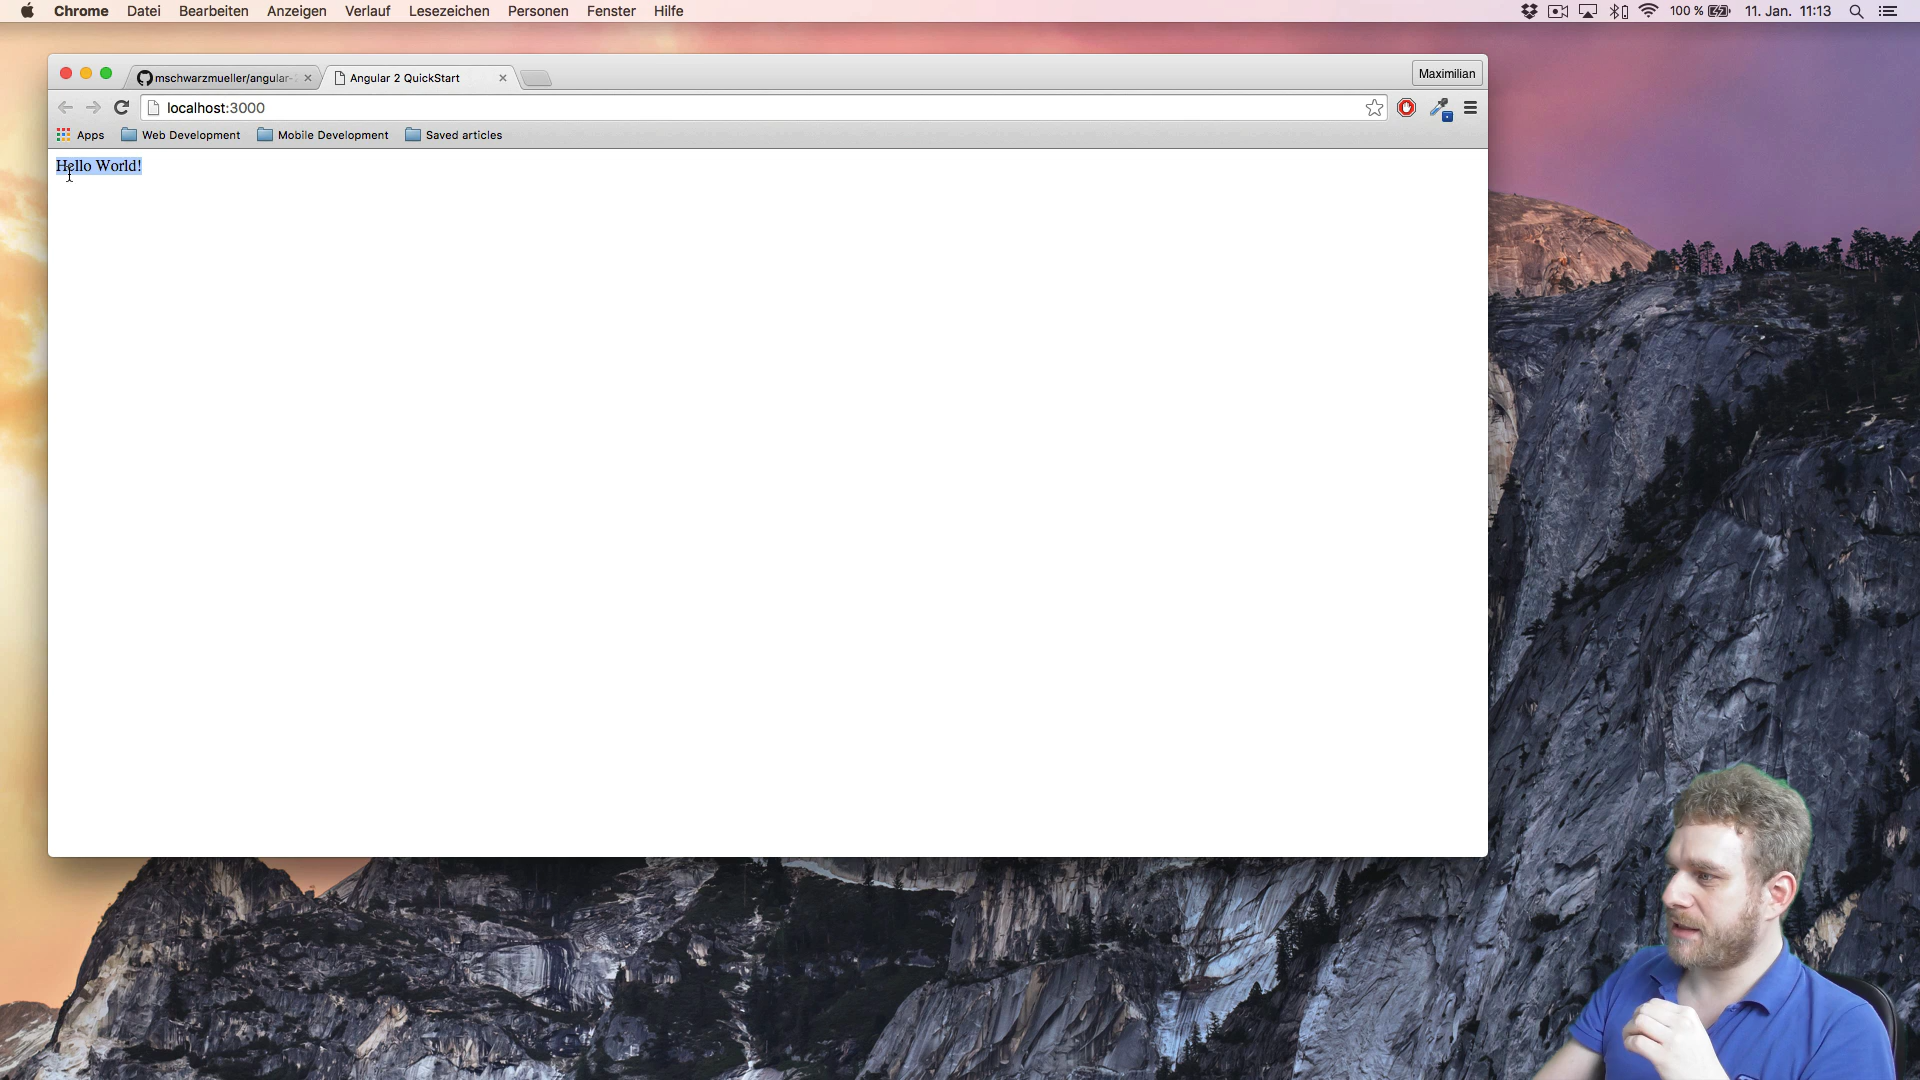 Chrome Datei Bearbeiten Anzeigen Verlauf Lesezeichen Personen Fenster Hilfe 100 % 11. Jan. 11:13
mschwarzmueller/angular- Angular 2 QuickStart Maximilian
localhost:3000
Apps Web Development Mobile Development Saved articles
Hello World!